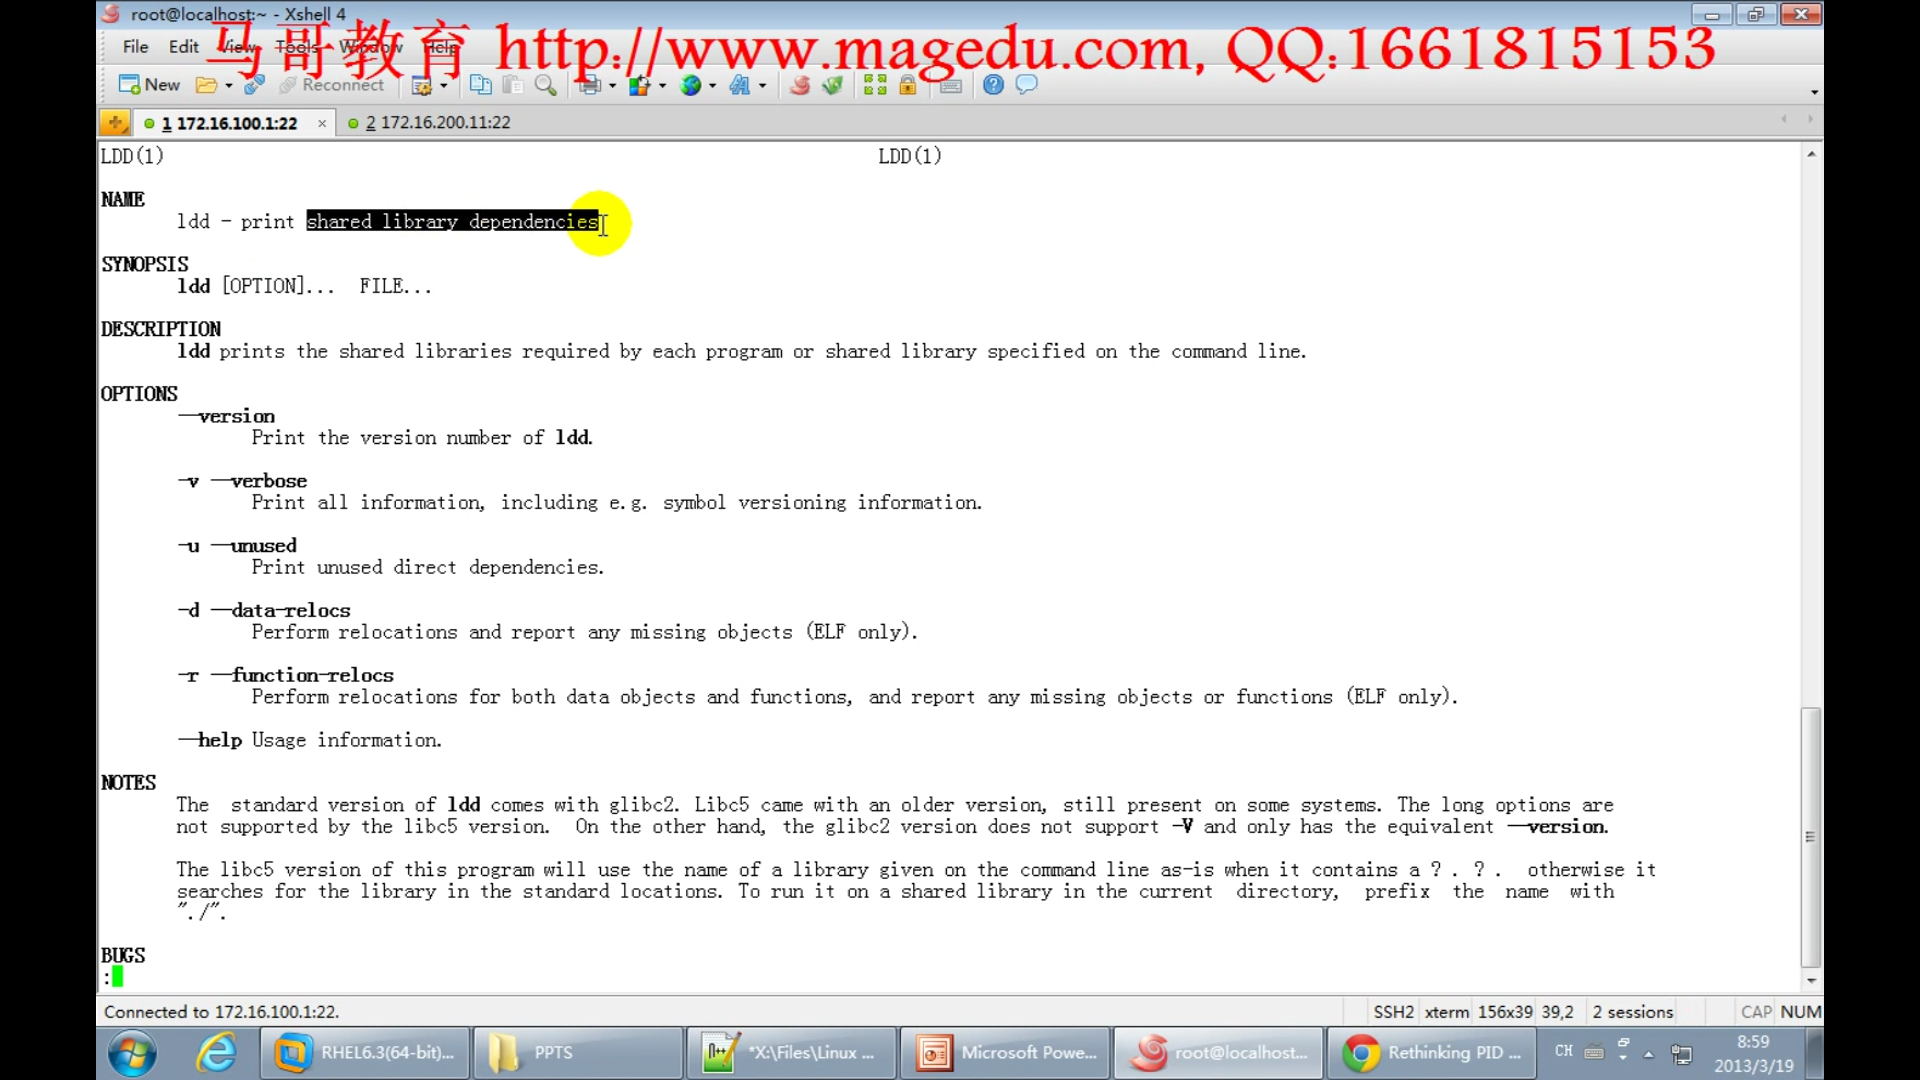 root@localhost:~ - Xshell 4
马哥教育 http://www.magedu.com, QQ:1661815153
File Edit View Tools Window Help
New Reconnect
1 172.16.100.1:22 × 2 172.16.200.11:22
LDD(1) LDD(1)
NAME
ldd - print shared library dependencies
SYNOPSIS
ldd [OPTION]... FILE...
DESCRIPTION
ldd prints the shared libraries required by each program or shared library specified on the command line.
OPTIONS
--version
Print the version number of ldd.
-v --verbose
Print all information, including e.g. symbol versioning information.
-u --unused
Print unused direct dependencies.
-d --data-relocs
Perform relocations and report any missing objects (ELF only).
-r --function-relocs
Perform relocations for both data objects and functions, and report any missing objects or functions (ELF only).
--help Usage information.
NOTES
The standard version of ldd comes with glibc2. Libc5 came with an older version, still present on some systems. The long options are
not supported by the libc5 version. On the other hand, the glibc2 version does not support -V and only has the equivalent --version.
The libc5 version of this program will use the name of a library given on the command line as-is when it contains a ? . ? . otherwise it
searches for the library in the standard locations. To run it on a shared library in the current directory, prefix the name with
"./".
BUGS
:
Connected to 172.16.100.1:22. SSH2 xterm 156x39 39,2 2 sessions CAP NUM
RHEL6.3(64-bit)... PPTS *X:\Files\Linux ... Microsoft Powe... root@localhost... Rethinking PID ... CH 8:59
2013/3/19